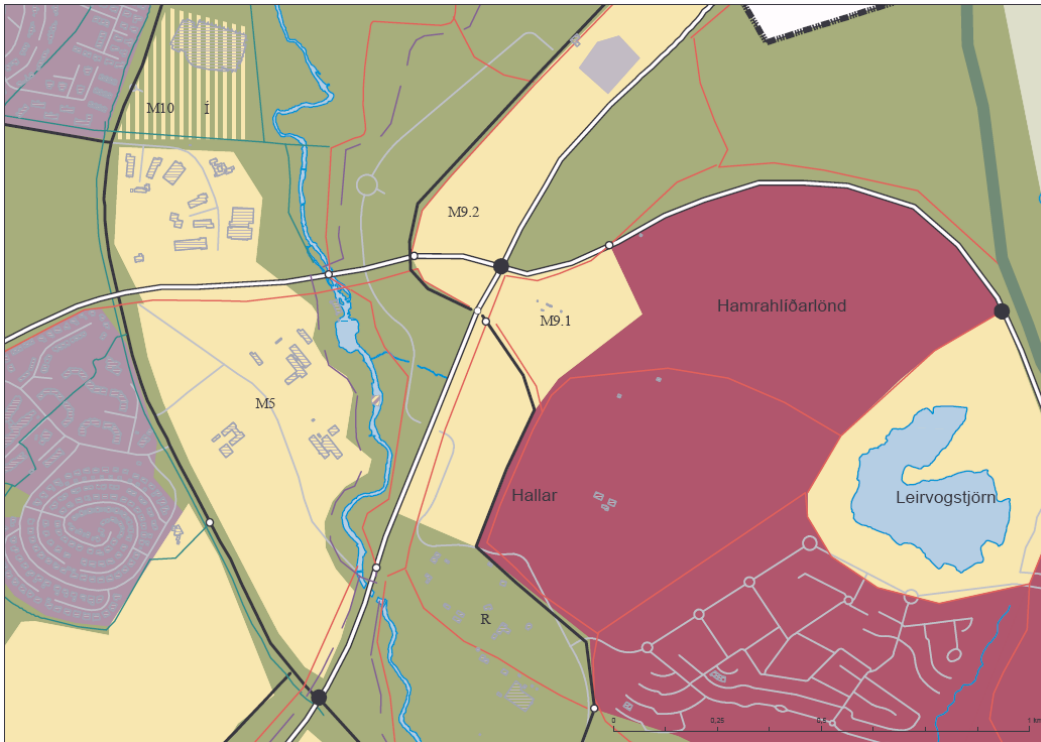 M10 Í
M9.2
Hamrahlíðarlönd
M9.1
M5
Hallar
Leirvogstjörn
R
0 0,25 0,5 1 km